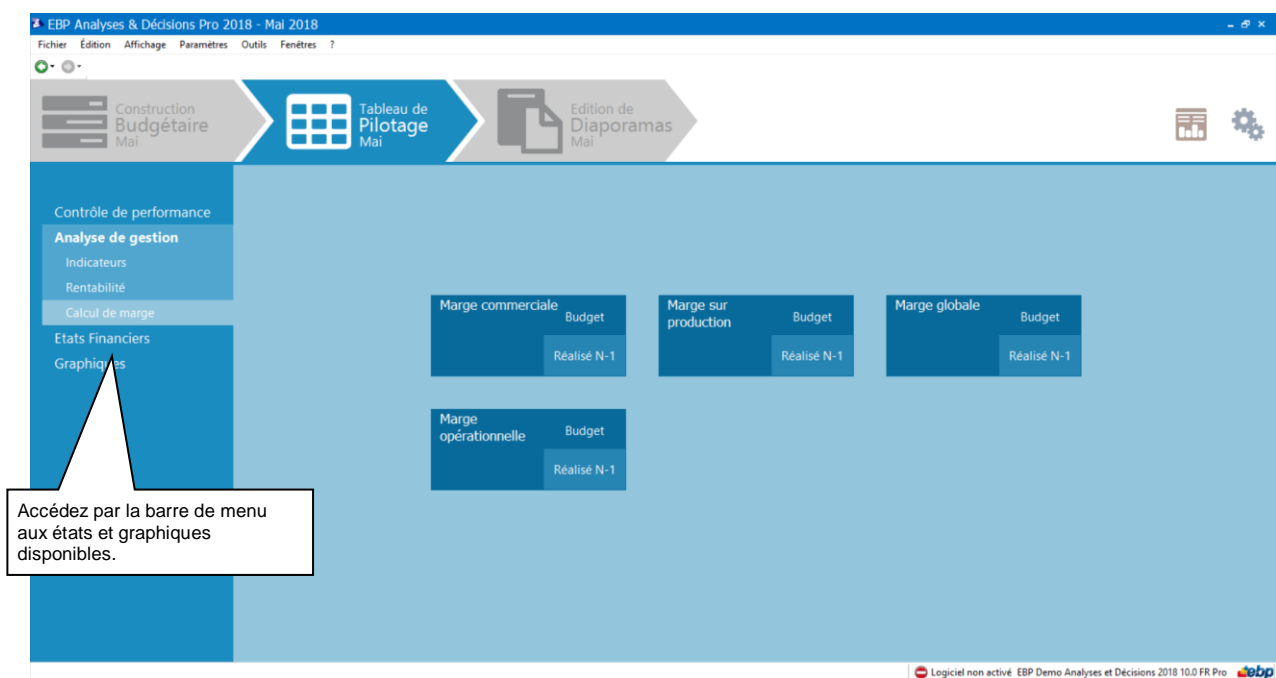 EBP Analyses & Décisions Pro 2018 - Mai 2018
Fichier Édition Affichage Paramètres Outils Fenêtres ?
Construction
Budgétaire
Mai
Tableau de
Pilotage
Mai
Edition de
Diaporamas
Mai
Contrôle de performance
Analyse de gestion
Indicateurs
Rentabilité
Calcul de marge
Etats Financiers
Graphiques
Marge commerciale
Budget
Réalisé N-1
Marge sur
production
Budget
Réalisé N-1
Marge globale
Budget
Réalisé N-1
Marge
opérationnelle
Budget
Réalisé N-1
Accédez par la barre de menu
aux états et graphiques
disponibles.
Logiciel non activé EBP Demo Analyses et Décisions 2018 10.0 FR Pro ebp